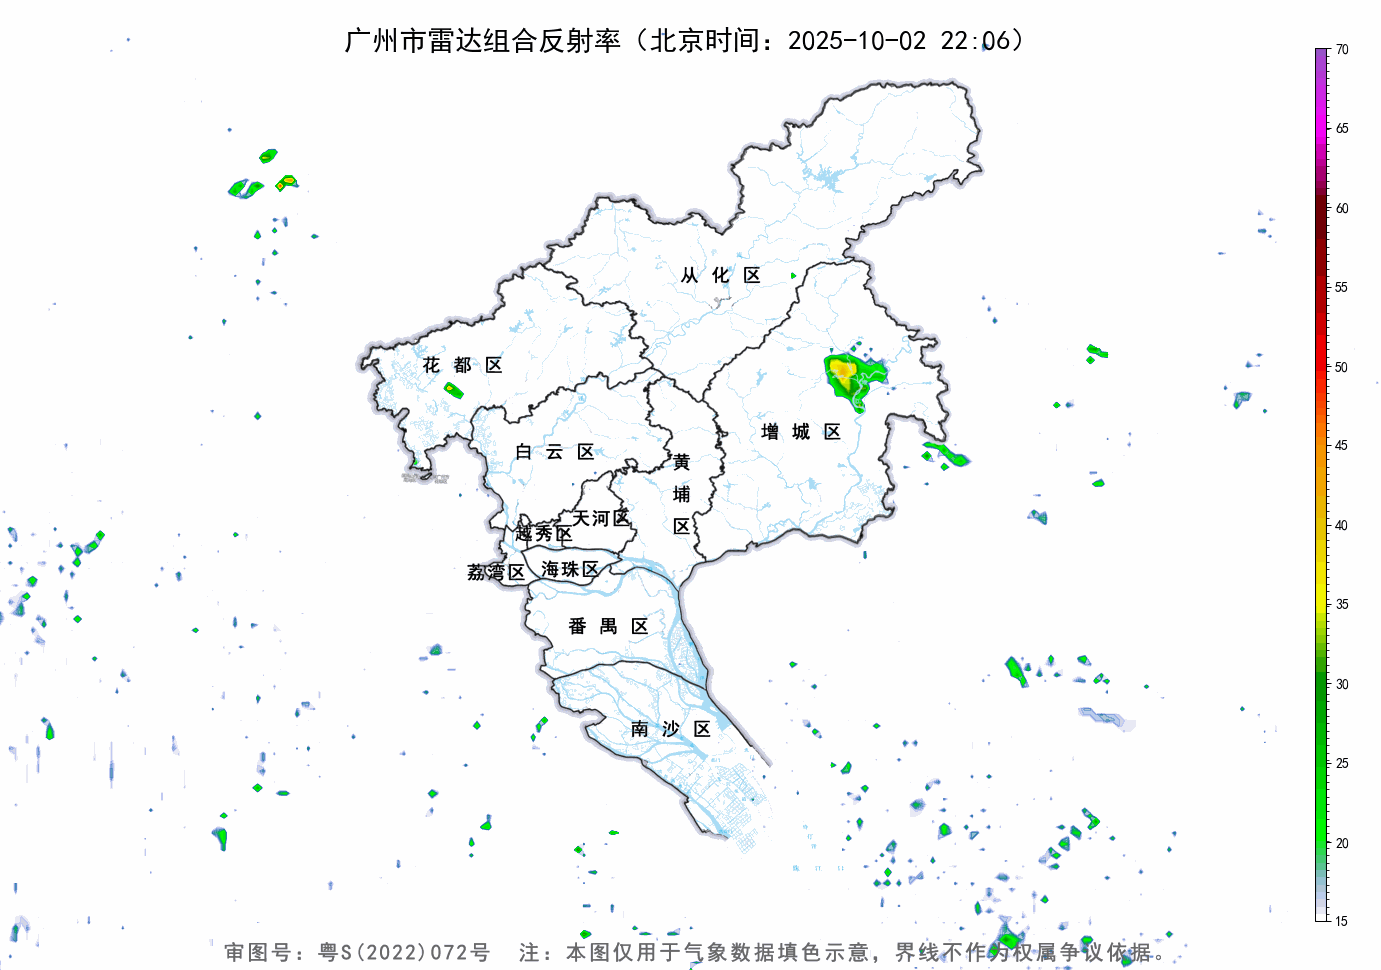 广州市雷达组合反射率（北京时间：2025-10-02 22:06）
70
65
60
55
50
45
40
35
30
25
20
15
从化区
花都区
增城区
白云区
黄埔区
天河区
越秀区
海珠区
荔湾区
番禺区
南沙区
审图号：粤S(2022)072号 注：本图仅用于气象数据填色示意，界线不作为权属争议依据。